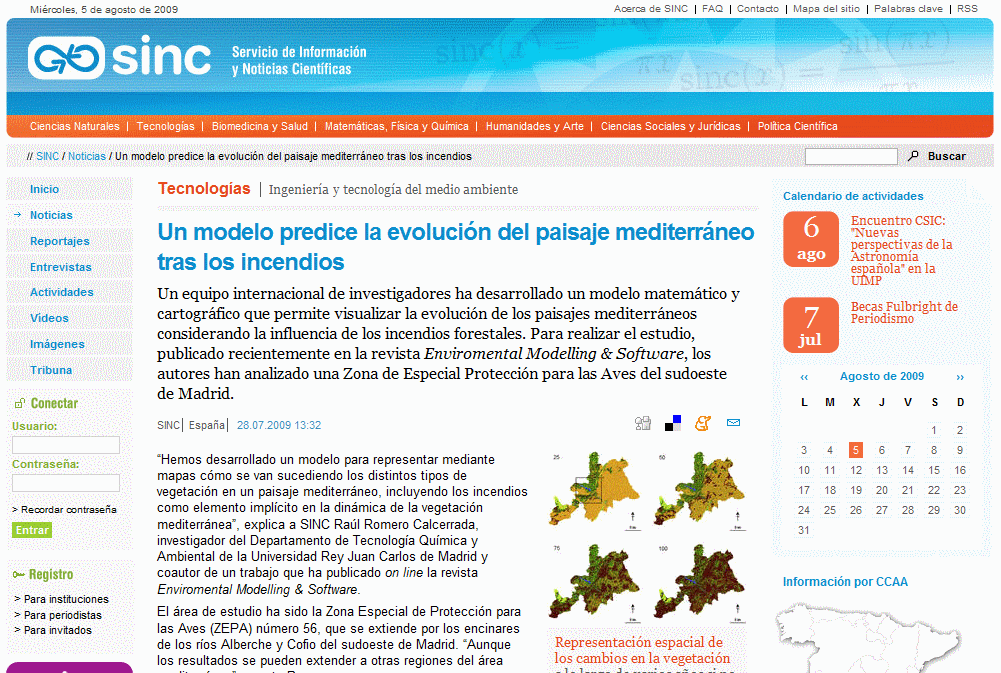 Miércoles, 5 de agosto de 2009
Acerca de SINC | FAQ | Contacto | Mapa del sitio | Palabras clave | RSS
sinc
Servicio de Información
y Noticias Científicas
Ciencias Naturales | Tecnologías | Biomedicina y Salud | Matemáticas, Física y Química | Humanidades y Arte | Ciencias Sociales y Jurídicas | Política Científica
// SINC / Noticias / Un modelo predice la evolución del paisaje mediterráneo tras los incendios
Buscar
Inicio
Noticias
Reportajes
Entrevistas
Actividades
Videos
Imágenes
Tribuna
Conectar
Usuario:
Contraseña:
> Recordar contraseña
Entrar
Registro
> Para instituciones
> Para periodistas
> Para invitados
Tecnologías | Ingeniería y tecnología del medio ambiente
Un modelo predice la evolución del paisaje mediterráneo
tras los incendios
Un equipo internacional de investigadores ha desarrollado un modelo matemático y
cartográfico que permite visualizar la evolución de los paisajes mediterráneos
considerando la influencia de los incendios forestales. Para realizar el estudio,
publicado recientemente en la revista Enviromental Modelling & Software, los
autores han analizado una Zona de Especial Protección para las Aves del sudoeste
de Madrid.
SINC| España| 28.07.2009 13:32
“Hemos desarrollado un modelo para representar mediante
mapas cómo se van sucediendo los distintos tipos de
vegetación en un paisaje mediterráneo, incluyendo los incendios
como elemento implícito en la dinámica de la vegetación
mediterránea”, explica a SINC Raúl Romero Calcerrada,
investigador del Departamento de Tecnología Química y
Ambiental de la Universidad Rey Juan Carlos de Madrid y
coautor de un trabajo que ha publicado on line la revista
Enviromental Modelling & Software.
El área de estudio ha sido la Zona Especial de Protección para
las Aves (ZEPA) número 56, que se extiende por los encinares
de los ríos Alberche y Cofio del sudoeste de Madrid. “Aunque
los resultados se pueden extender a otras regiones del área
25
50
75
100
Representación espacial de
los cambios en la vegetación
Calendario de actividades
6
ago
Encuentro CSIC:
"Nuevas
perspectivas de la
Astronomía
española" en la
UIMP
7
jul
Becas Fulbright de
Periodismo
‹‹ Agosto de 2009 ››
L M X J V S D
1 2
3 4 5 6 7 8 9
10 11 12 13 14 15 16
17 18 19 20 21 22 23
24 25 26 27 28 29 30
31
Información por CCAA